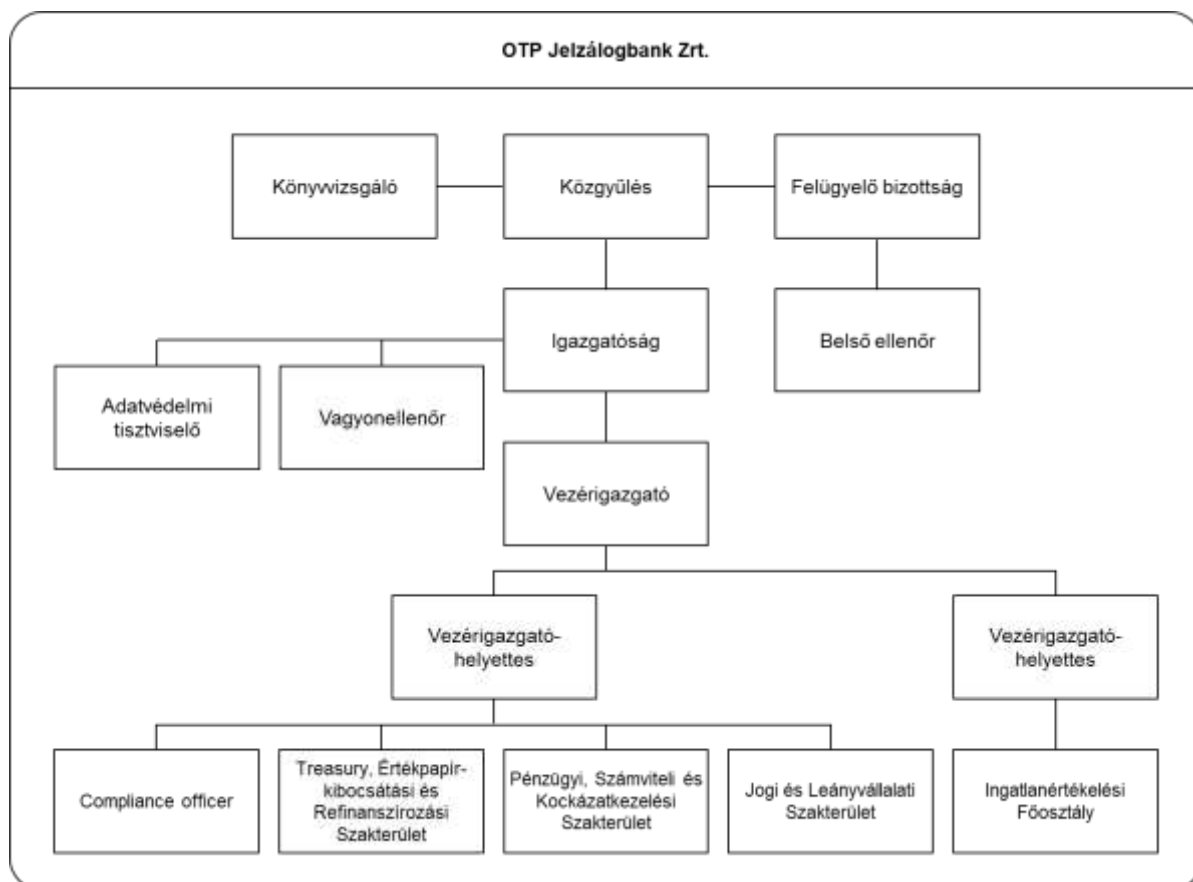 OTP Jelzálogbank Zrt.
Könyvvizsgáló
Közgyűlés
Felügyelő bizottság
Igazgatóság
Belső ellenőr
Adatvédelmi
tisztviselő
Vagyonellenőr
Vezérigazgató
Vezérigazgató-
helyettes
Vezérigazgató-
helyettes
Compliance officer
Treasury, Értékpapír-
kibocsátási és
Refinanszírozási
Szakterület
Pénzügyi, Számviteli és
Kockázatkezelési
Szakterület
Jogi és Leányvállalati
Szakterület
Ingatlanértékelési
Főosztály